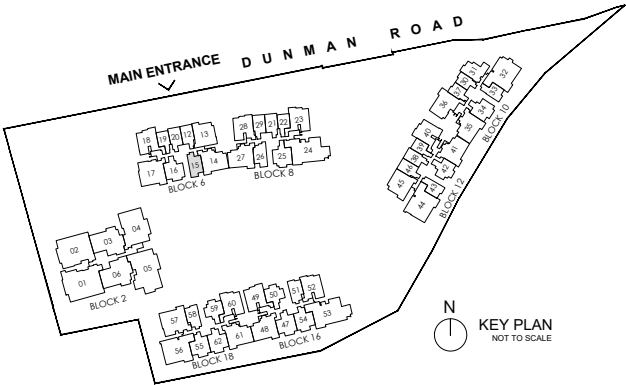 MAIN ENTRANCE
DUNMAN ROAD
31
32
30
37
33
36
34
35
BLOCK 10
40
39
38
41
46
42
45
43
44
BLOCK 12
18 19 20 12 13
17 16 15 14
BLOCK 6
28 29 21 22 23
27 26 25 24
BLOCK 8
04
02 03
01 06 05
BLOCK 2
57 58 59 60
56 55 62 61
BLOCK 18
49 50 51 52
48 47 54 53
BLOCK 16
N
KEY PLAN
NOT TO SCALE